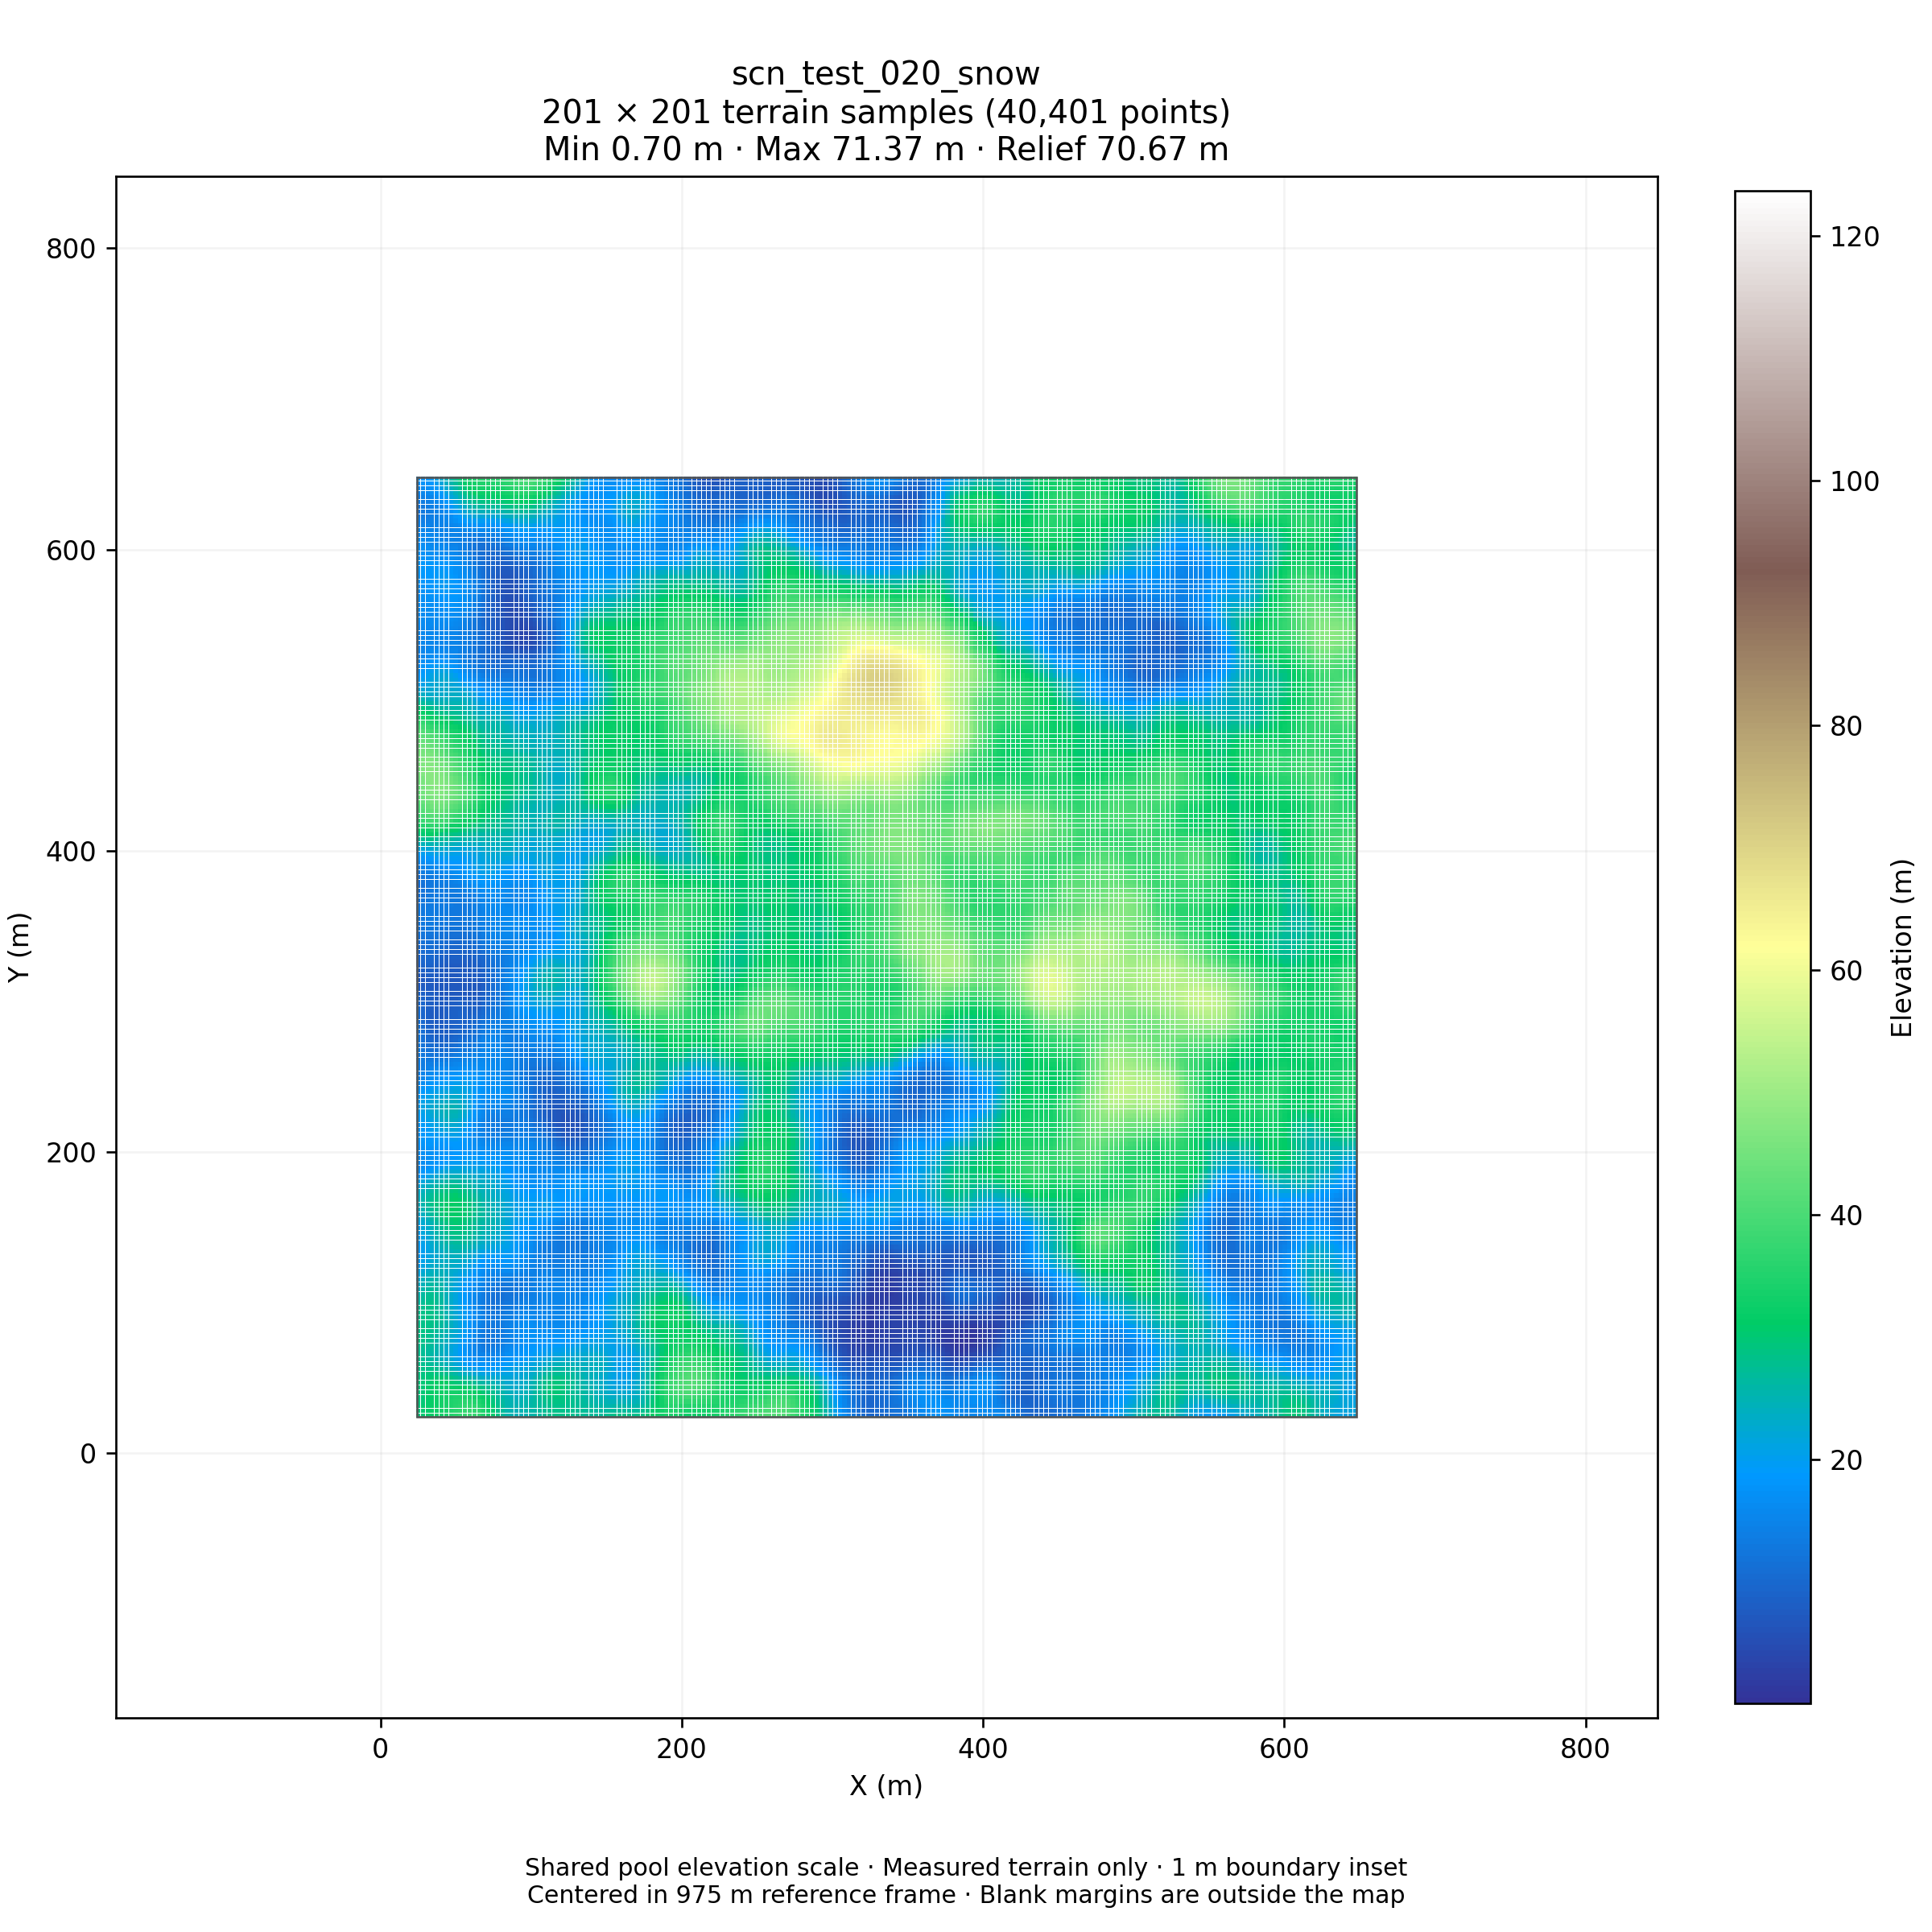 scn_test_020_snow
201 × 201 terrain samples (40,401 points)
Min 0.70 m · Max 71.37 m · Relief 70.67 m
800
600
400
200
0
Y (m)
0
200
400
600
800
X (m)
120
100
80
60
40
20
Elevation (m)
Shared pool elevation scale · Measured terrain only · 1 m boundary inset
Centered in 975 m reference frame · Blank margins are outside the map